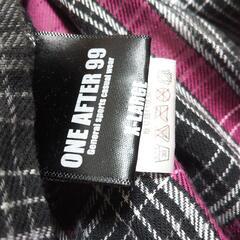 ONE AFTER 99
General sports casual wear
X-LARGE